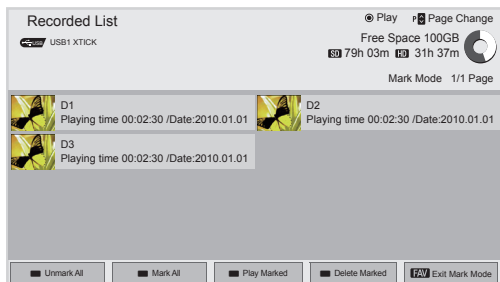 Recorded List
Play P Page Change
USB USB1 XTICK
Free Space 100GB
SD 79h 03m HD 31h 37m
Mark Mode 1/1 Page
D1
Playing time 00:02:30 /Date:2010.01.01
D2
Playing time 00:02:30 /Date:2010.01.01
D3
Playing time 00:02:30 /Date:2010.01.01
Unmark All Mark All Play Marked Delete Marked FAV Exit Mark Mode